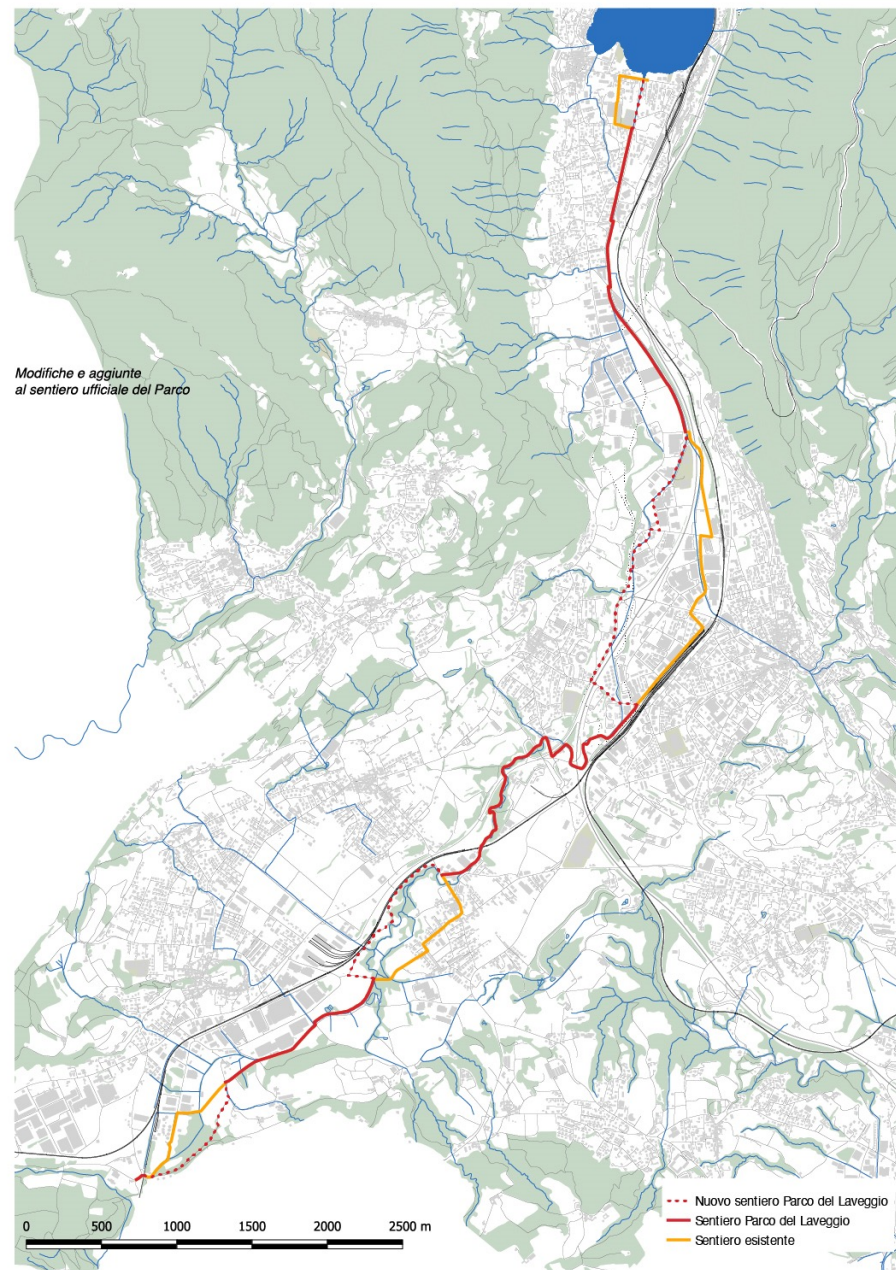 Modifiche e aggiunte
al sentiero ufficiale del Parco
Nuovo sentiero Parco del Laveggio
Sentiero Parco del Laveggio
Sentiero esistente
0 500 1000 1500 2000 2500 m